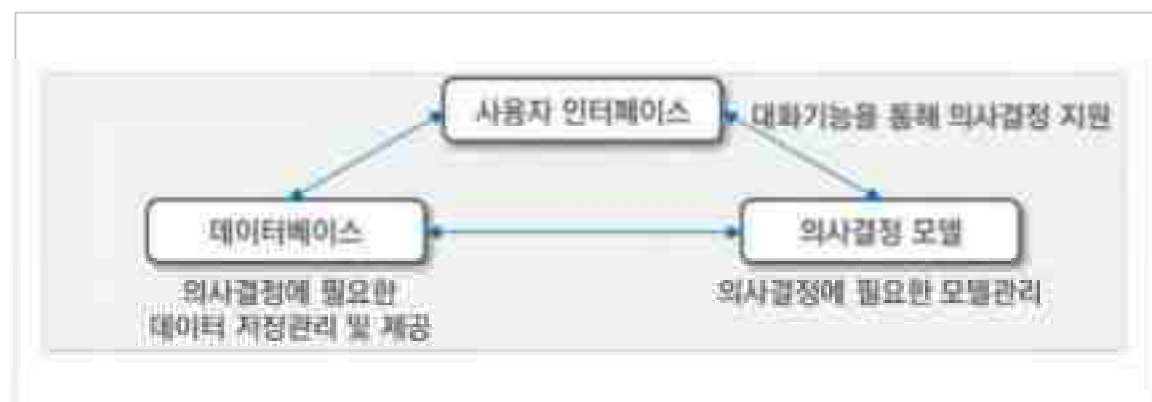 사용자 인터페이스
대화기능을 통해 의사결정 지원
데이터베이스
의사결정 모델
의사결정에 필요한
데이터 저장관리 및 제공
의사결정에 필요한 모델관리